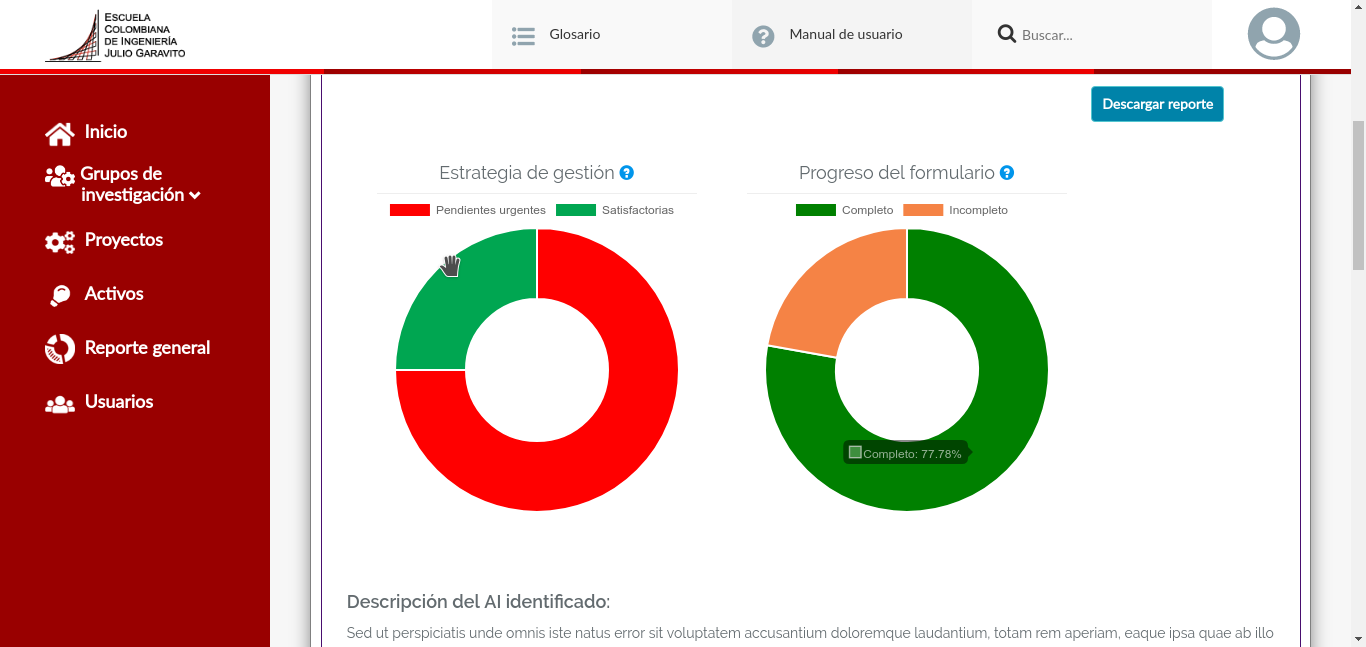 ESCUELA
COLOMBIANA
DE INGENIERÍA
JULIO GARAVITO
Glosario
Manual de usuario
Buscar...
Inicio
Grupos de
investigación
Proyectos
Activos
Reporte general
Usuarios
Descargar reporte
Estrategia de gestión
Pendientes urgentes Satisfactorias
Progreso del formulario
Completo Incompleto
Completo: 77.78%
Descripción del AI identificado:
Sed ut perspiciatis unde omnis iste natus error sit voluptatem accusantium doloremque laudantium, totam rem aperiam, eaque ipsa quae ab illo